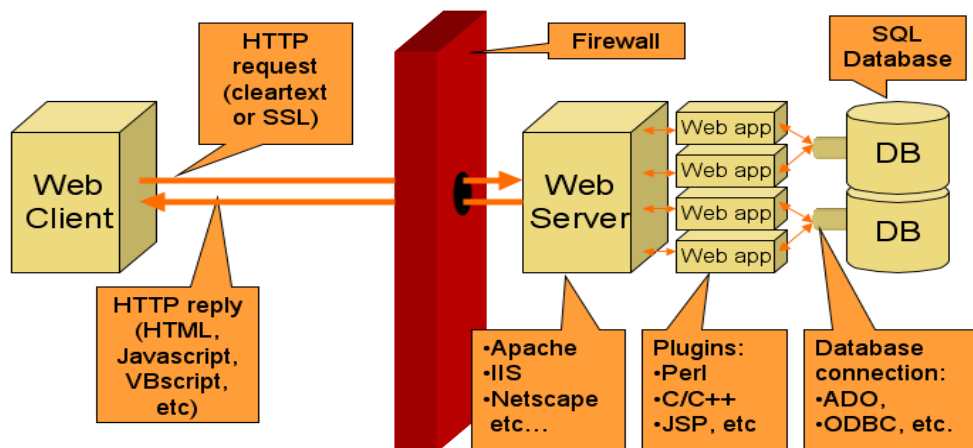 HTTP
request
(cleartext
or SSL)
Firewall
SQL
Database
Web
Client
Web
Server
Web app
Web app
Web app
Web app
DB
DB
HTTP reply
(HTML,
Javascript,
VBscript,
etc)
•Apache
•IIS
•Netscape
etc…
Plugins:
•Perl
•C/C++
•JSP, etc
Database
connection:
•ADO,
•ODBC, etc.